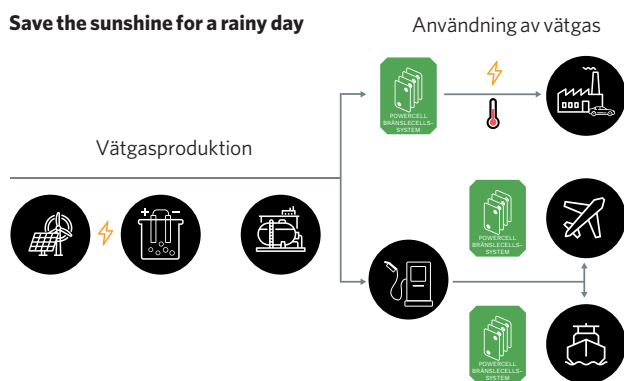 Save the sunshine for a rainy day
Användning av vätgas
POWERCELL
BRÄNSLECELLS-
SYSTEM
Vätgasproduktion
+ −
POWERCELL
BRÄNSLECELLS-
SYSTEM
POWERCELL
BRÄNSLECELLS-
SYSTEM